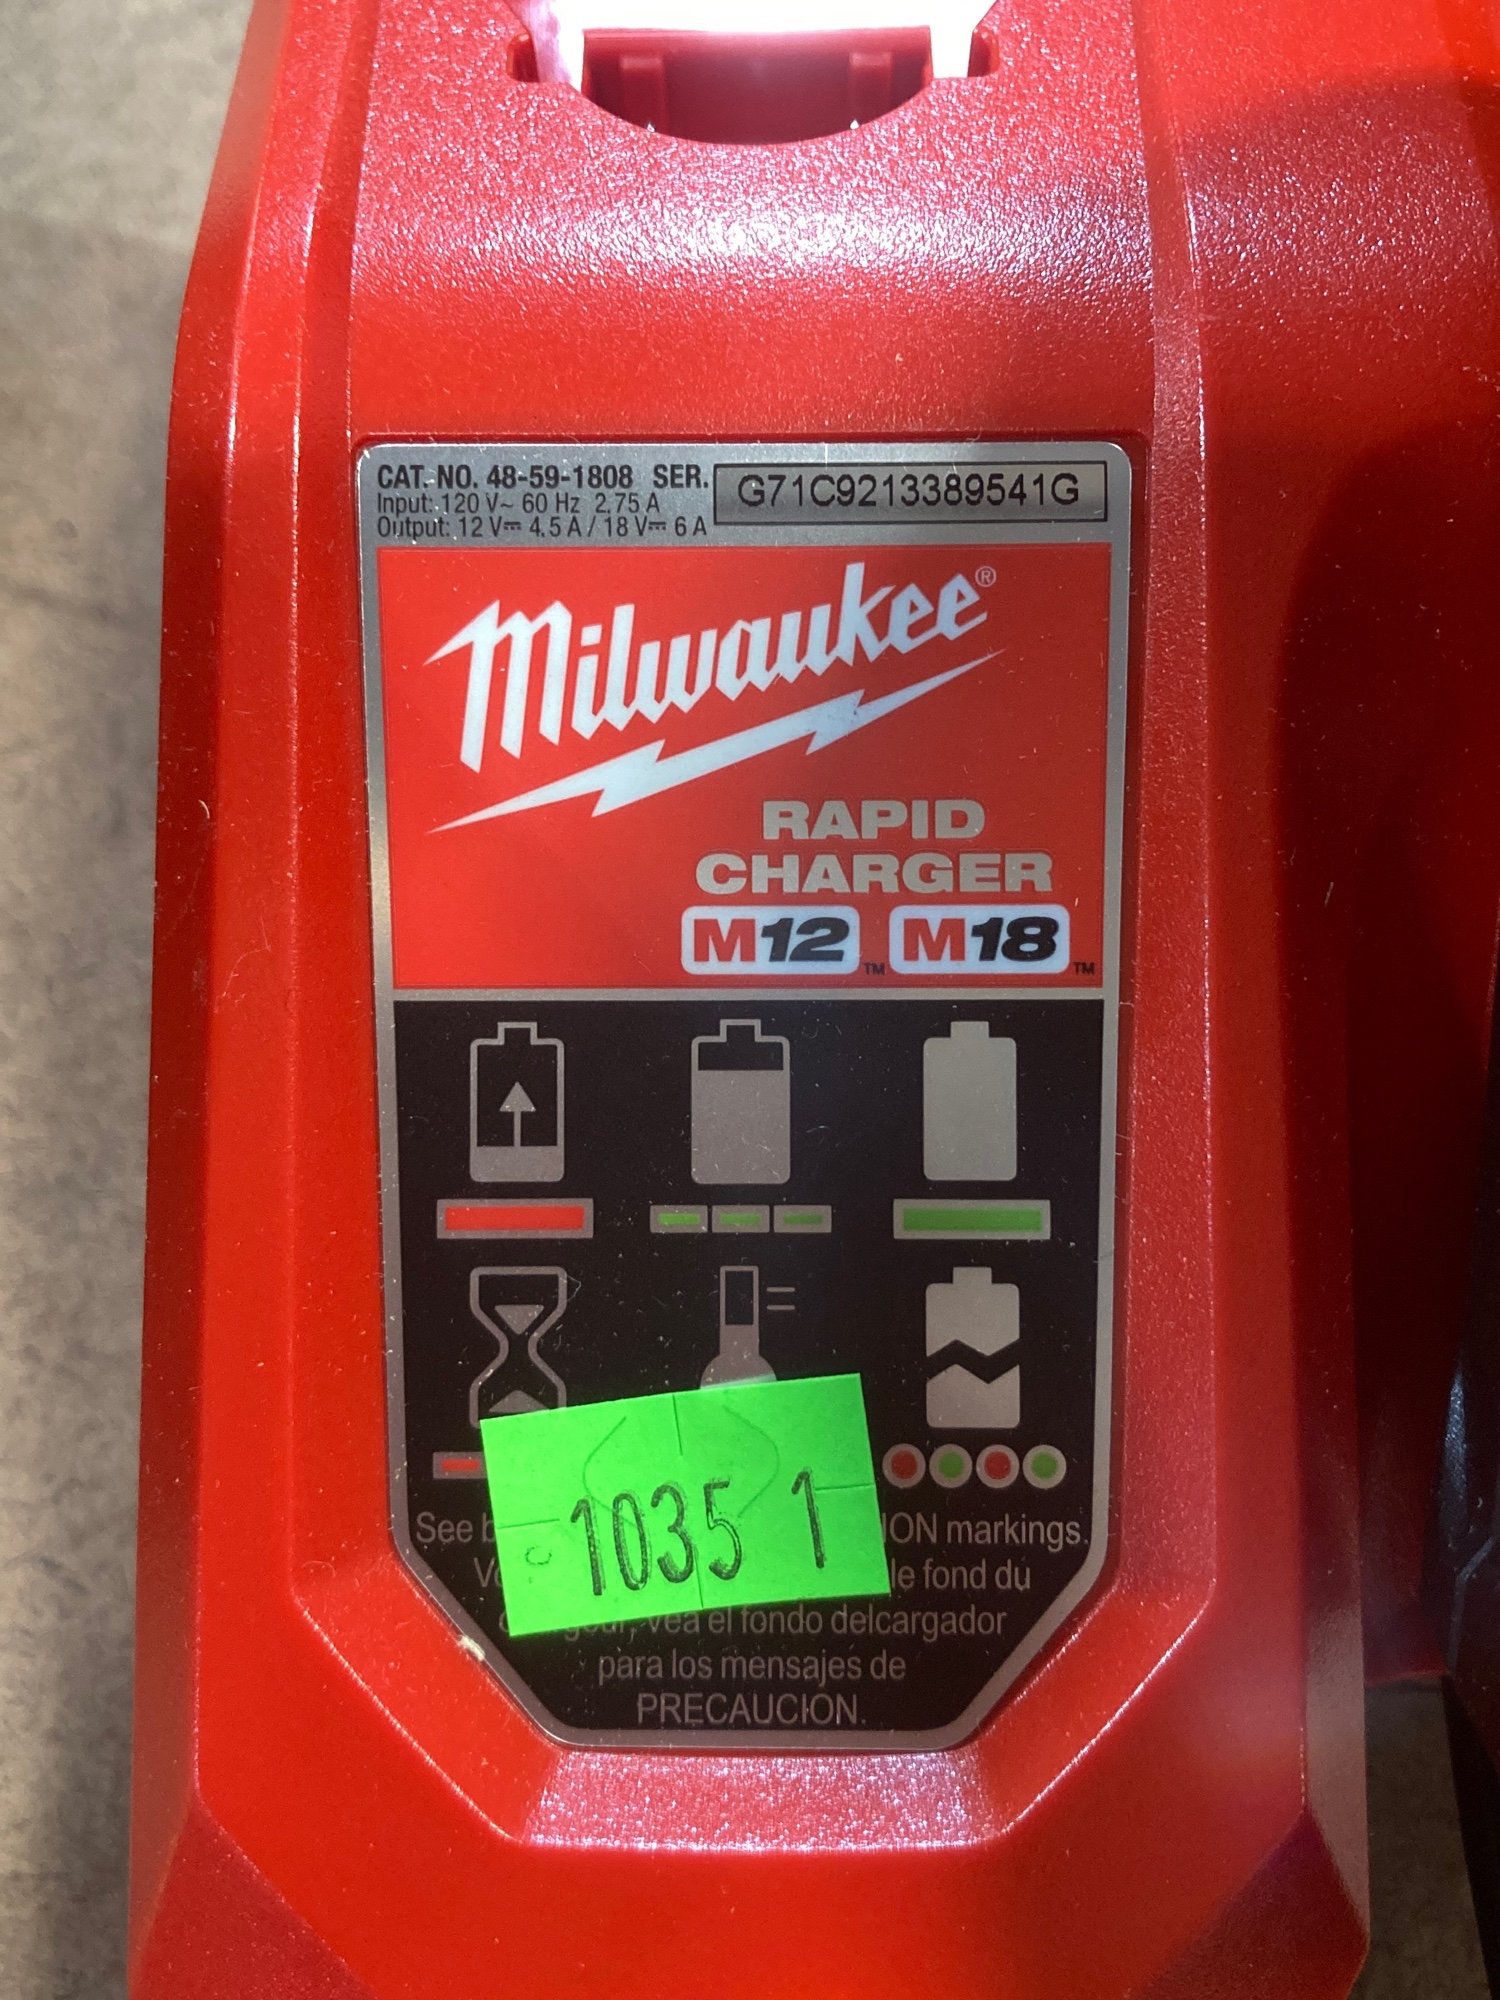 CAT. NO. 48-59-1808 SER. G71C9213389541G
Input: 120 V~ 60 Hz 2.75 A
Output: 12 V⎓ 4.5 A / 18 V⎓ 6 A
Milwaukee®
RAPID
CHARGER
M12™ M18™
1035 1
See markings.
le fond du
vea el fondo delcargador
para los mensajes de
PRECAUCION.